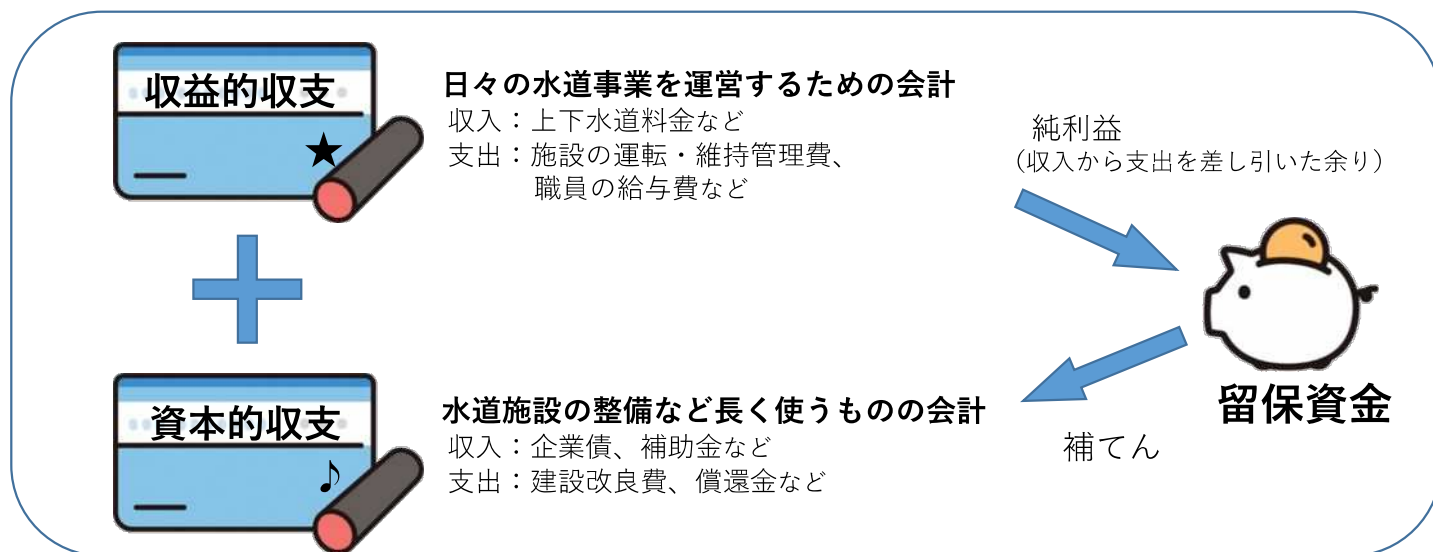 収益的収支
★
日々の水道事業を運営するための会計
収入：上下水道料金など
支出：施設の運転・維持管理費、
職員の給与費など
純利益
（収入から支出を差し引いた余り）
留保資金
補てん
資本的収支
♪
水道施設の整備など長く使うものの会計
収入：企業債、補助金など
支出：建設改良費、償還金など